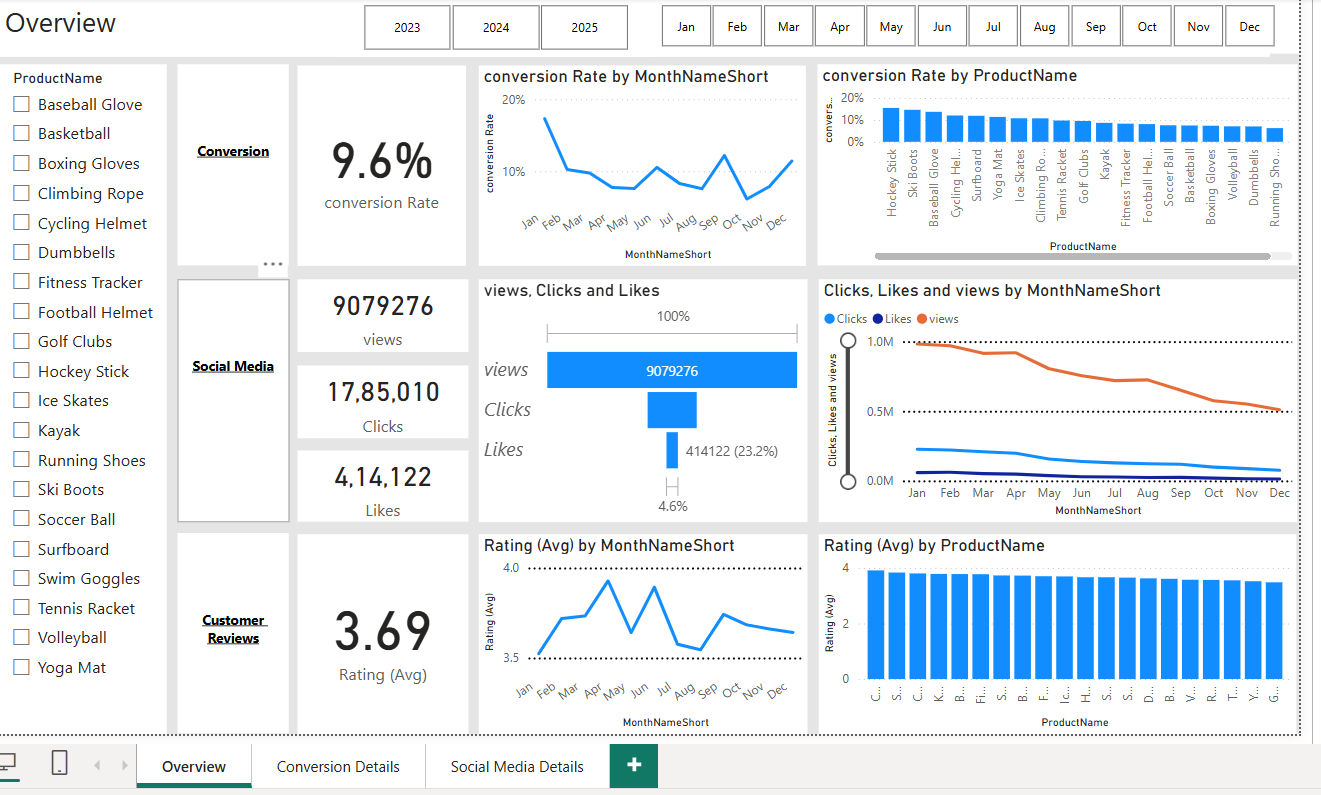 Overview
2023 2024 2025
Jan Feb Mar Apr May Jun Jul Aug Sep Oct Nov Dec
ProductName
Baseball Glove
Basketball
Boxing Gloves
Climbing Rope
Cycling Helmet
Dumbbells
Fitness Tracker
Football Helmet
Golf Clubs
Hockey Stick
Ice Skates
Kayak
Running Shoes
Ski Boots
Soccer Ball
Surfboard
Swim Goggles
Tennis Racket
Volleyball
Yoga Mat
Conversion
9.6%
conversion Rate
conversion Rate by MonthNameShort
conversion Rate
20%
10%
Jan Feb Mar Apr May Jun Jul Aug Sep Oct Nov Dec
MonthNameShort
conversion Rate by ProductName
convers...
20%
10%
0%
Hockey Stick
Ski Boots
Baseball Glove
Cycling Hel...
Surfboard
Yoga Mat
Ice Skates
Climbing Ro...
Tennis Racket
Golf Clubs
Kayak
Fitness Tracker
Football Hel...
Soccer Ball
Basketball
Boxing Gloves
Volleyball
Dumbbells
Running Sho...
ProductName
Social Media
9079276
views
17,85,010
Clicks
4,14,122
Likes
views, Clicks and Likes
100%
views
9079276
Clicks
Likes
414122 (23.2%)
4.6%
Clicks, Likes and views by MonthNameShort
Clicks Likes views
Clicks, Likes and views
1.0M
0.5M
0.0M
Jan Feb Mar Apr May Jun Jul Aug Sep Oct Nov Dec
MonthNameShort
Customer
Reviews
3.69
Rating (Avg)
Rating (Avg) by MonthNameShort
Rating (Avg)
4.0
3.5
Jan Feb Mar Apr May Jun Jul Aug Sep Oct Nov Dec
MonthNameShort
Rating (Avg) by ProductName
Rating (Avg)
4
2
0
C...
S...
C...
K...
B...
Fi...
S...
B...
F...
Ic...
H...
S...
S...
D...
B...
V...
R...
T...
Y...
G...
ProductName
Overview
Conversion Details
Social Media Details
+